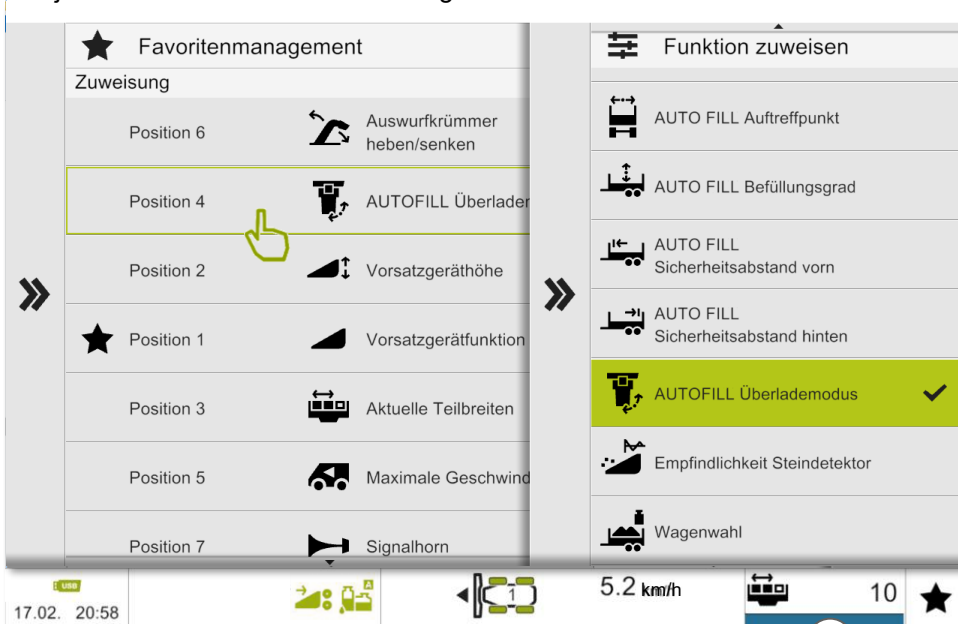 Favoritenmanagement
Zuweisung
Position 6
Auswurfkrümmer
heben/senken
Position 4
AUTOFILL Überlader
Position 2
Vorsatzgeräthöhe
Position 1
Vorsatzgerätfunktion
Position 3
Aktuelle Teilbreiten
Position 5
Maximale Geschwind
Position 7
Signalhorn
Funktion zuweisen
AUTO FILL Auftreffpunkt
AUTO FILL Befüllungsgrad
AUTO FILL
Sicherheitsabstand vorn
AUTO FILL
Sicherheitsabstand hinten
AUTOFILL Überlademodus
Empfindlichkeit Steindetektor
Wagenwahl
USB
17.02. 20:58
A
1
5.2 km/h
10